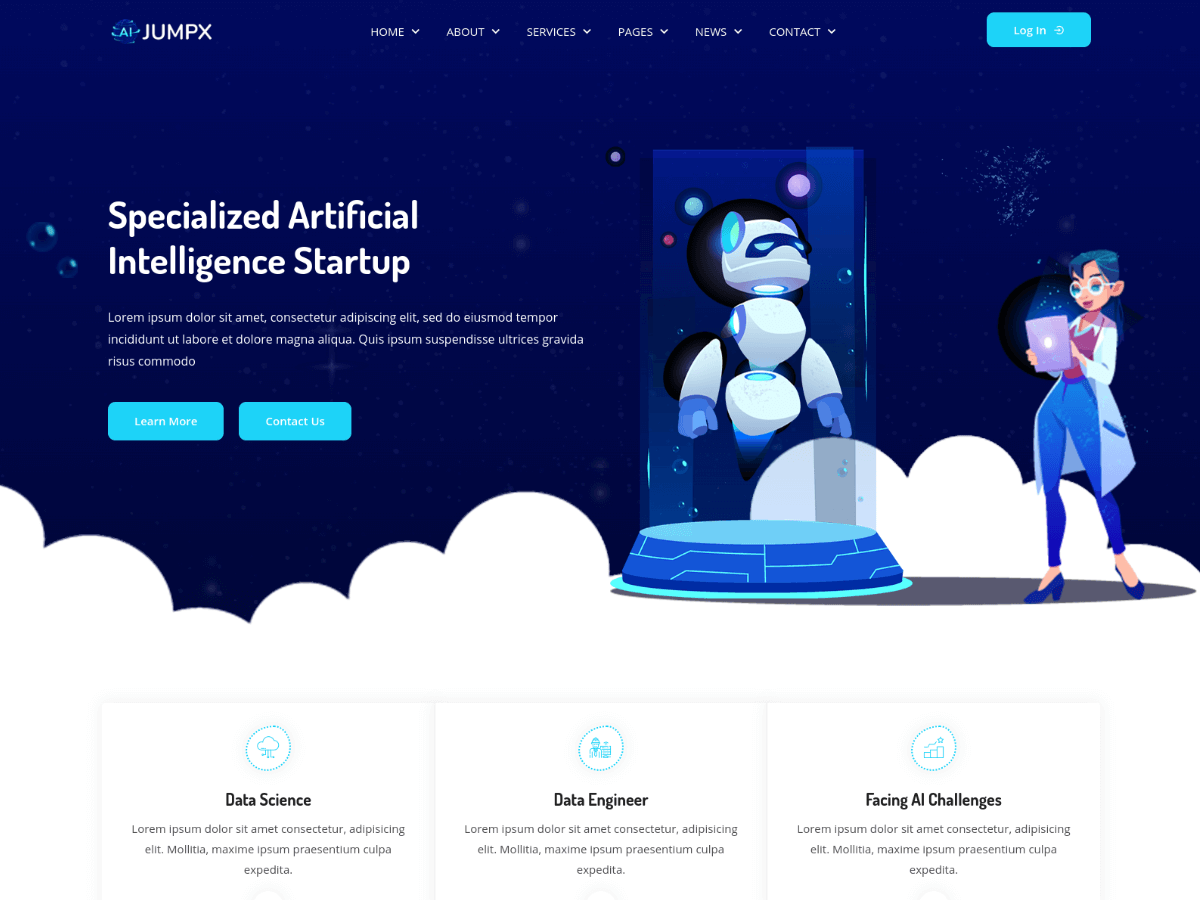 AI JUMPX
HOME ABOUT SERVICES PAGES NEWS CONTACT
Log In
Specialized Artificial
Intelligence Startup
Lorem ipsum dolor sit amet, consectetur adipiscing elit, sed do eiusmod tempor
incididunt ut labore et dolore magna aliqua. Quis ipsum suspendisse ultrices gravida
risus commodo
Learn More
Contact Us
Data Science
Lorem ipsum dolor sit amet consectetur, adipisicing
elit. Mollitia, maxime ipsum praesentium culpa
expedita.
Data Engineer
Lorem ipsum dolor sit amet consectetur, adipisicing
elit. Mollitia, maxime ipsum praesentium culpa
expedita.
Facing AI Challenges
Lorem ipsum dolor sit amet consectetur, adipisicing
elit. Mollitia, maxime ipsum praesentium culpa
expedita.